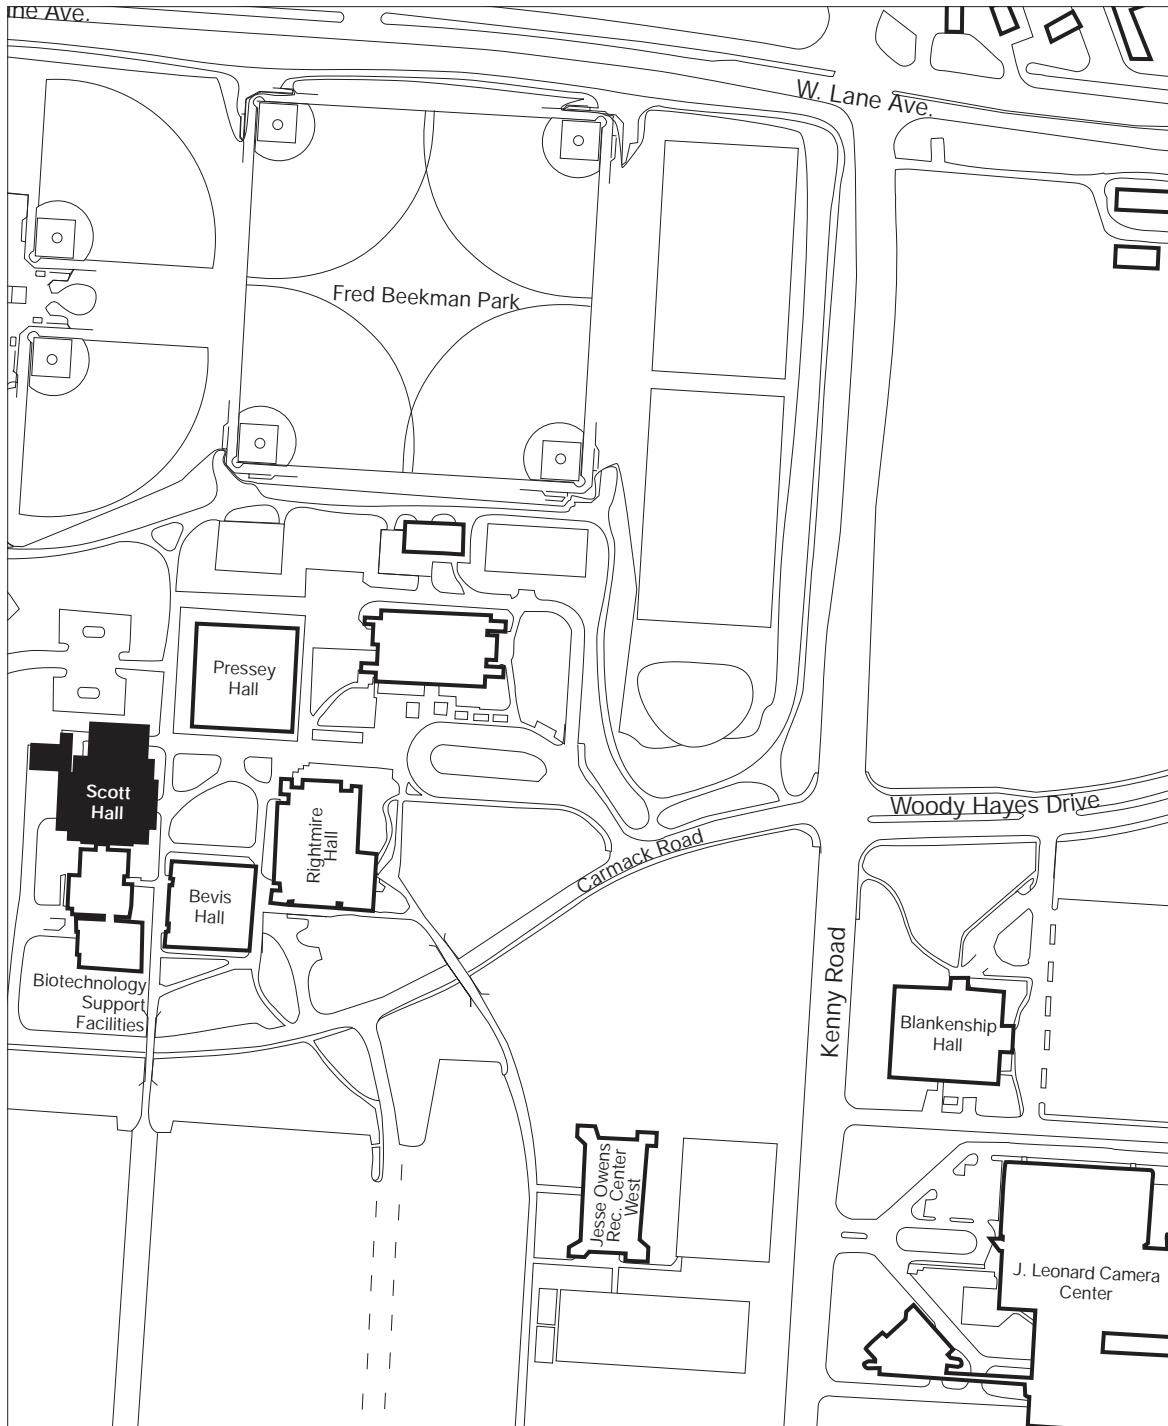 ne Ave.
W. Lane Ave.
Fred Beekman Park
Pressey
Hall
Scott
Hall
Rightmire
Hall
Woody Hayes Drive
Carmack Road
Bevis
Hall
Biotechnology
Support
Facilities
Kenny Road
Blankenship
Hall
Jesse Owens
Rec. Center
West
J. Leonard Camera
Center